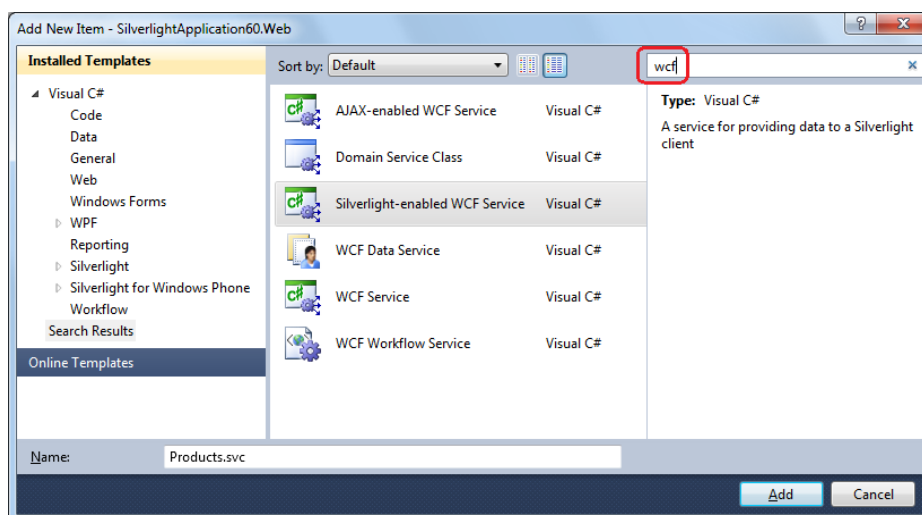 Add New Item - SilverlightApplication60.Web
Installed Templates
Visual C#
Code
Data
General
Web
Windows Forms
WPF
Reporting
Silverlight
Silverlight for Windows Phone
Workflow
Search Results
Online Templates
Sort by: Default
AJAX-enabled WCF Service Visual C#
Domain Service Class Visual C#
Silverlight-enabled WCF Service Visual C#
WCF Data Service Visual C#
WCF Service Visual C#
WCF Workflow Service Visual C#
wcf
Type: Visual C#
A service for providing data to a Silverlight
client
Name: Products.svc
Add Cancel